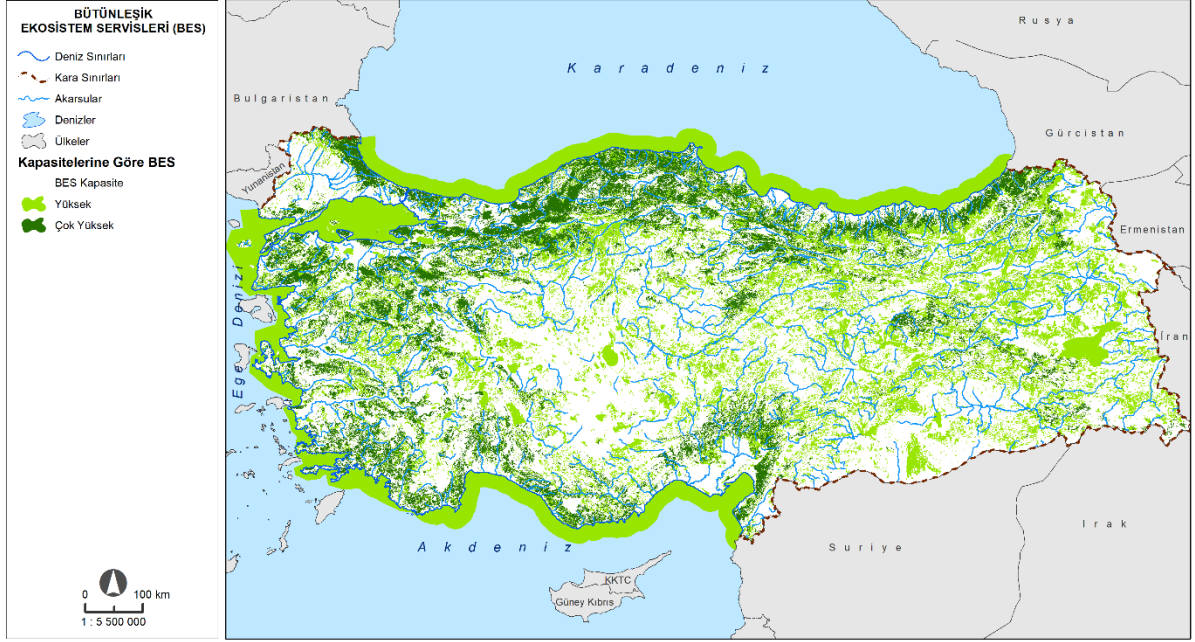 BÜTÜNLEŞİK
EKOSİSTEM SERVİSLERİ (BES)
Deniz Sınırları
Kara Sınırları
Akarsular
Denizler
Ülkeler
Kapasitelerine Göre BES
BES Kapasite
Yüksek
Çok Yüksek
0 100 km
1 : 5 500 000
Rusya
Karadeniz
Bulgaristan
Gürcistan
Yunanistan
Ermenistan
Ege Denizi
İran
Akdeniz
Suriye
Irak
KKTC
Güney Kıbrıs